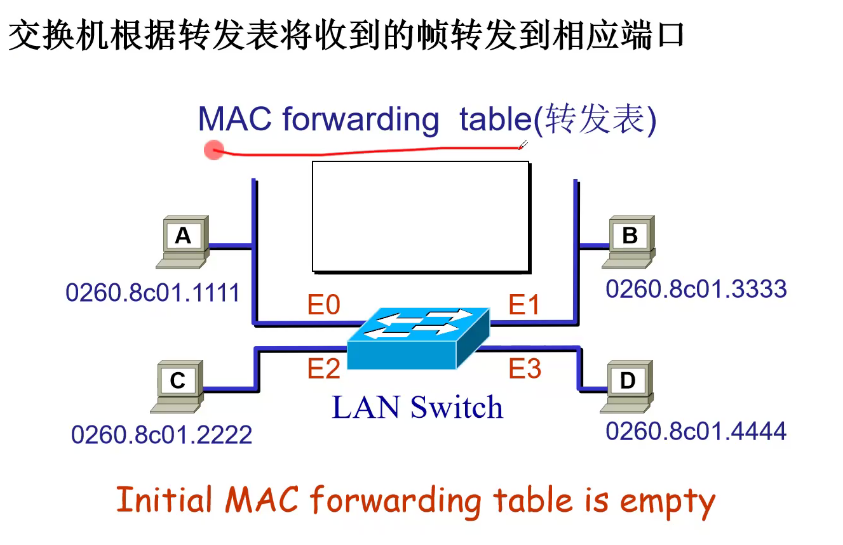 交换机根据转发表将收到的帧转发到相应端口
MAC forwarding table(转发表)
A
B
0260.8c01.1111
0260.8c01.3333
E0
E1
E2
E3
C
D
LAN Switch
0260.8c01.2222
0260.8c01.4444
Initial MAC forwarding table is empty